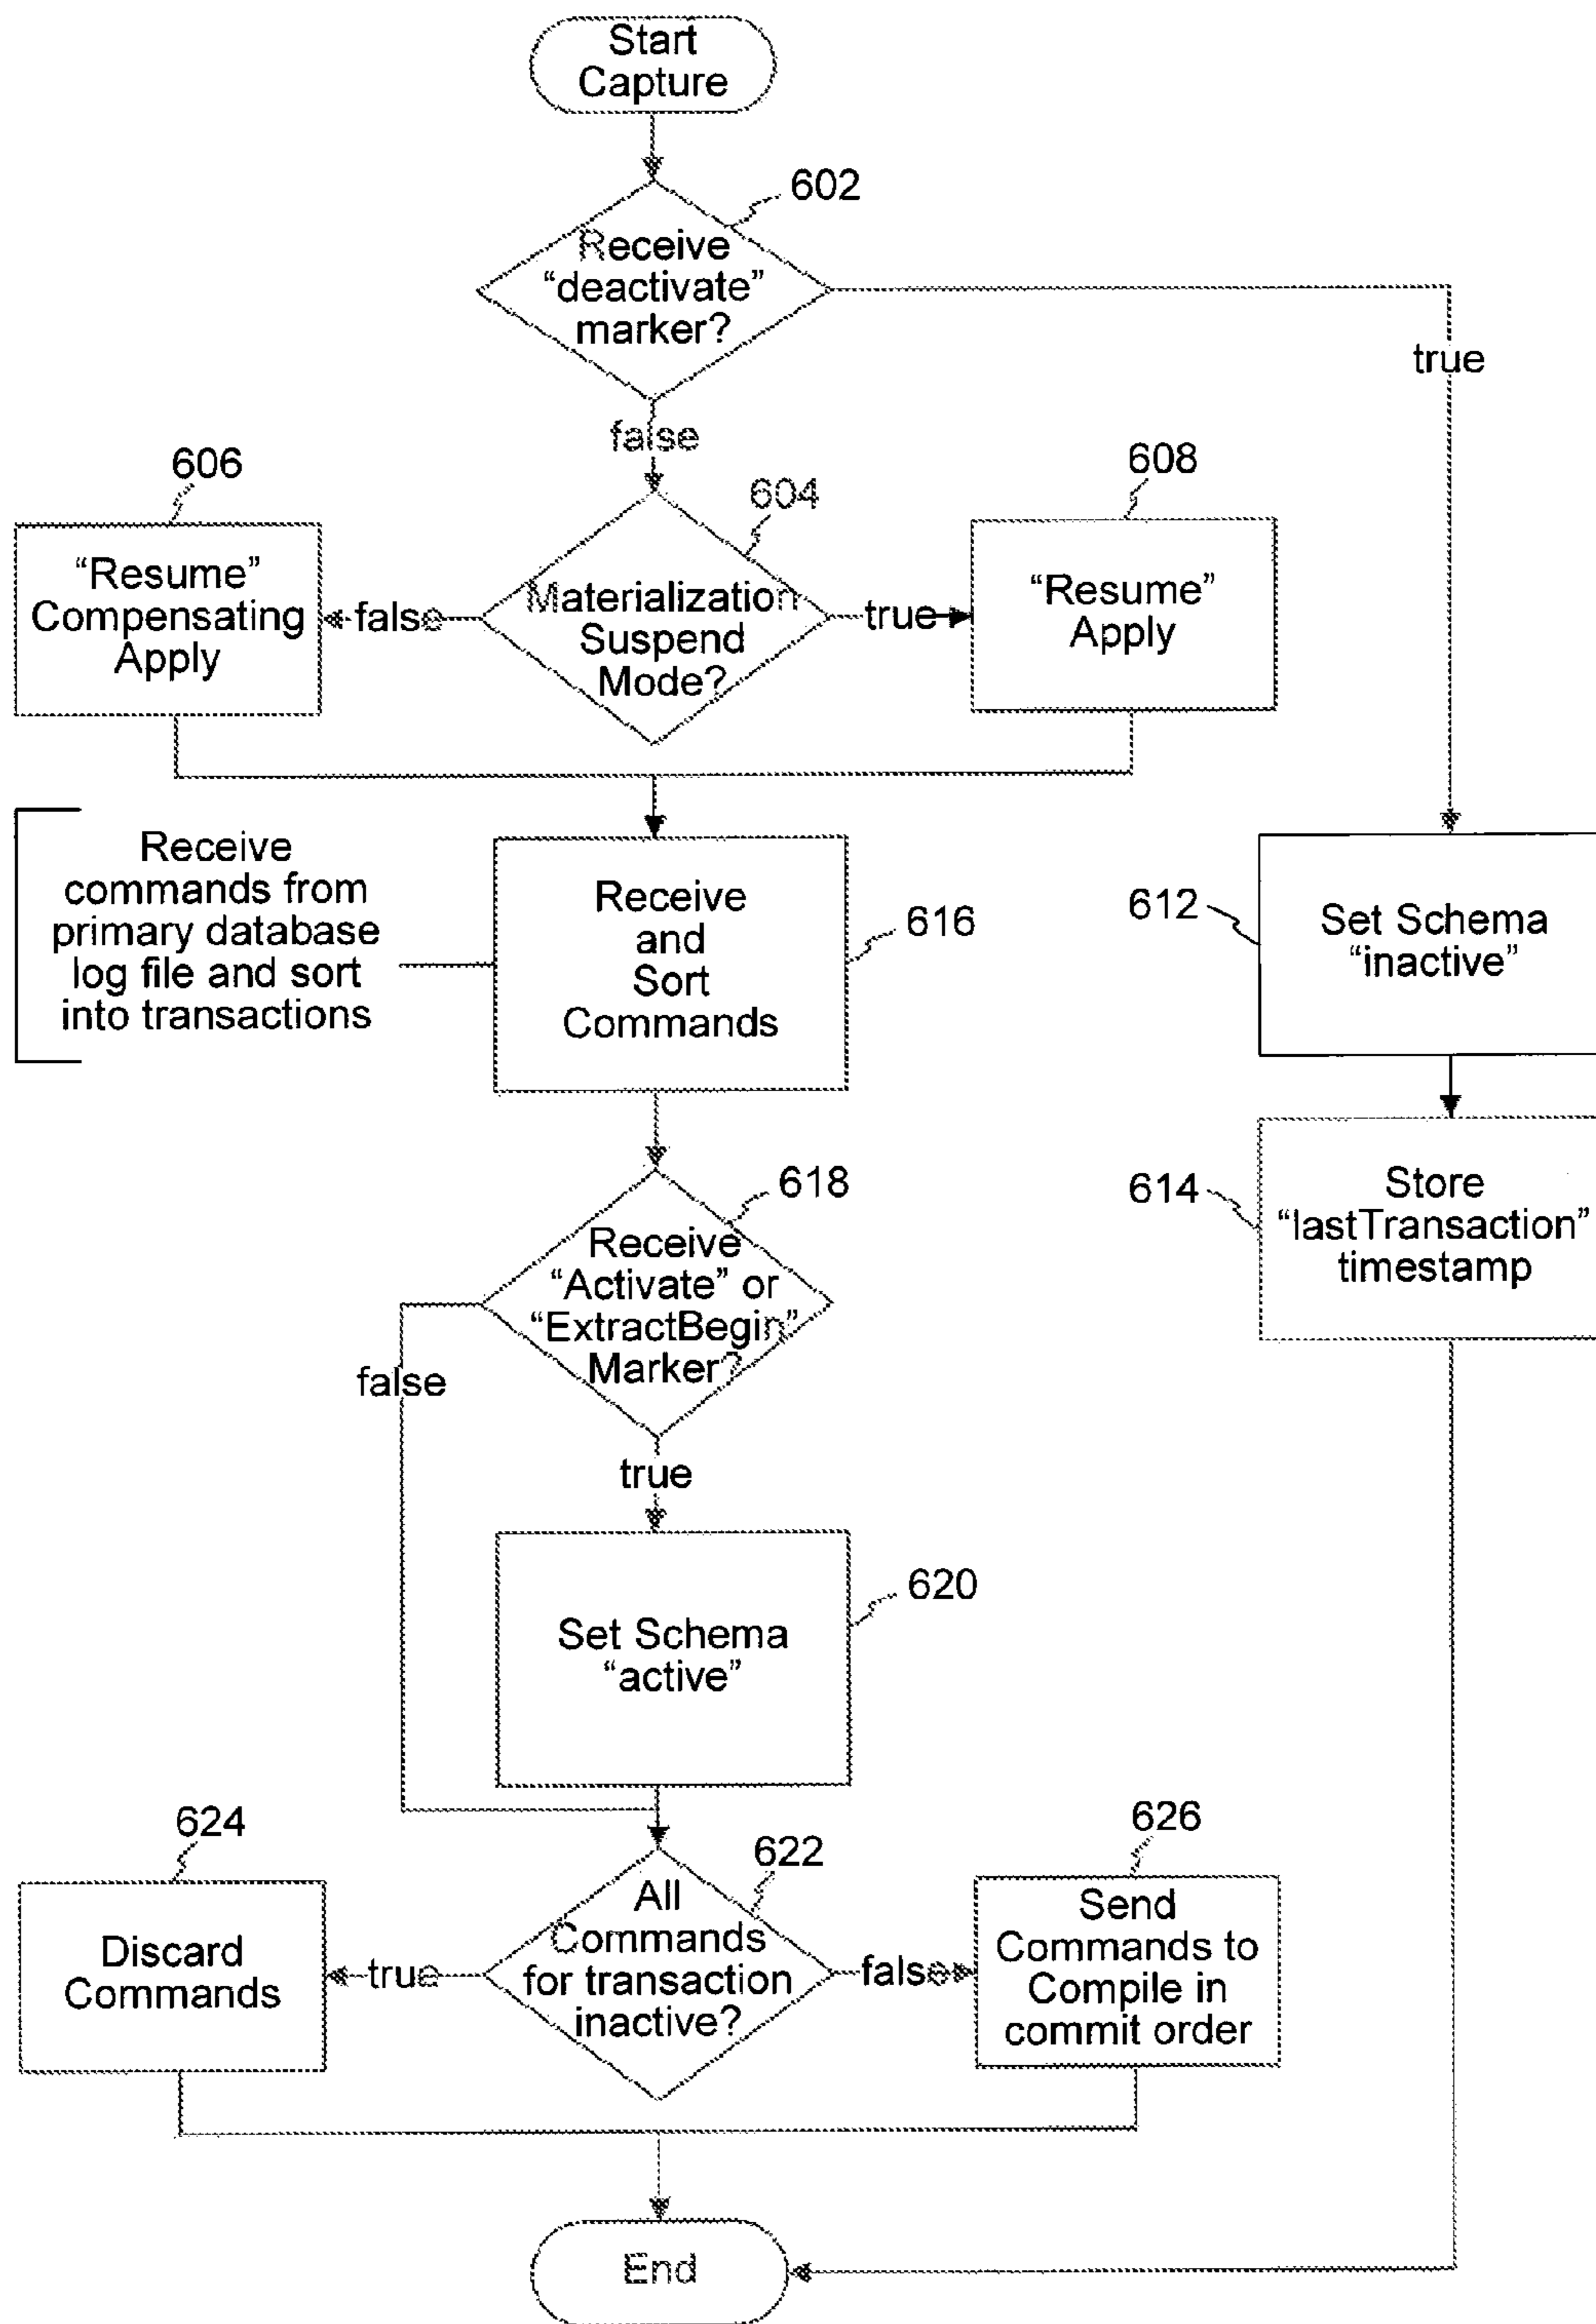 Start
Capture
602
Receive
“deactivate”
marker?
true
false
606
604
608
“Resume”
Compensating
Apply
false
Materialization
Suspend
Mode?
true
“Resume”
Apply
Receive
commands from
primary database
log file and sort
into transactions
Receive
and
Sort
Commands
616
612
Set Schema
“inactive”
618
Receive
“Activate” or
“ExtractBegin”
Marker?
614
Store
“lastTransaction”
timestamp
false
true
620
Set Schema
“active”
624
622
626
Discard
Commands
true
All
Commands
for transaction
inactive?
false
Send
Commands to
Compile in
commit order
End